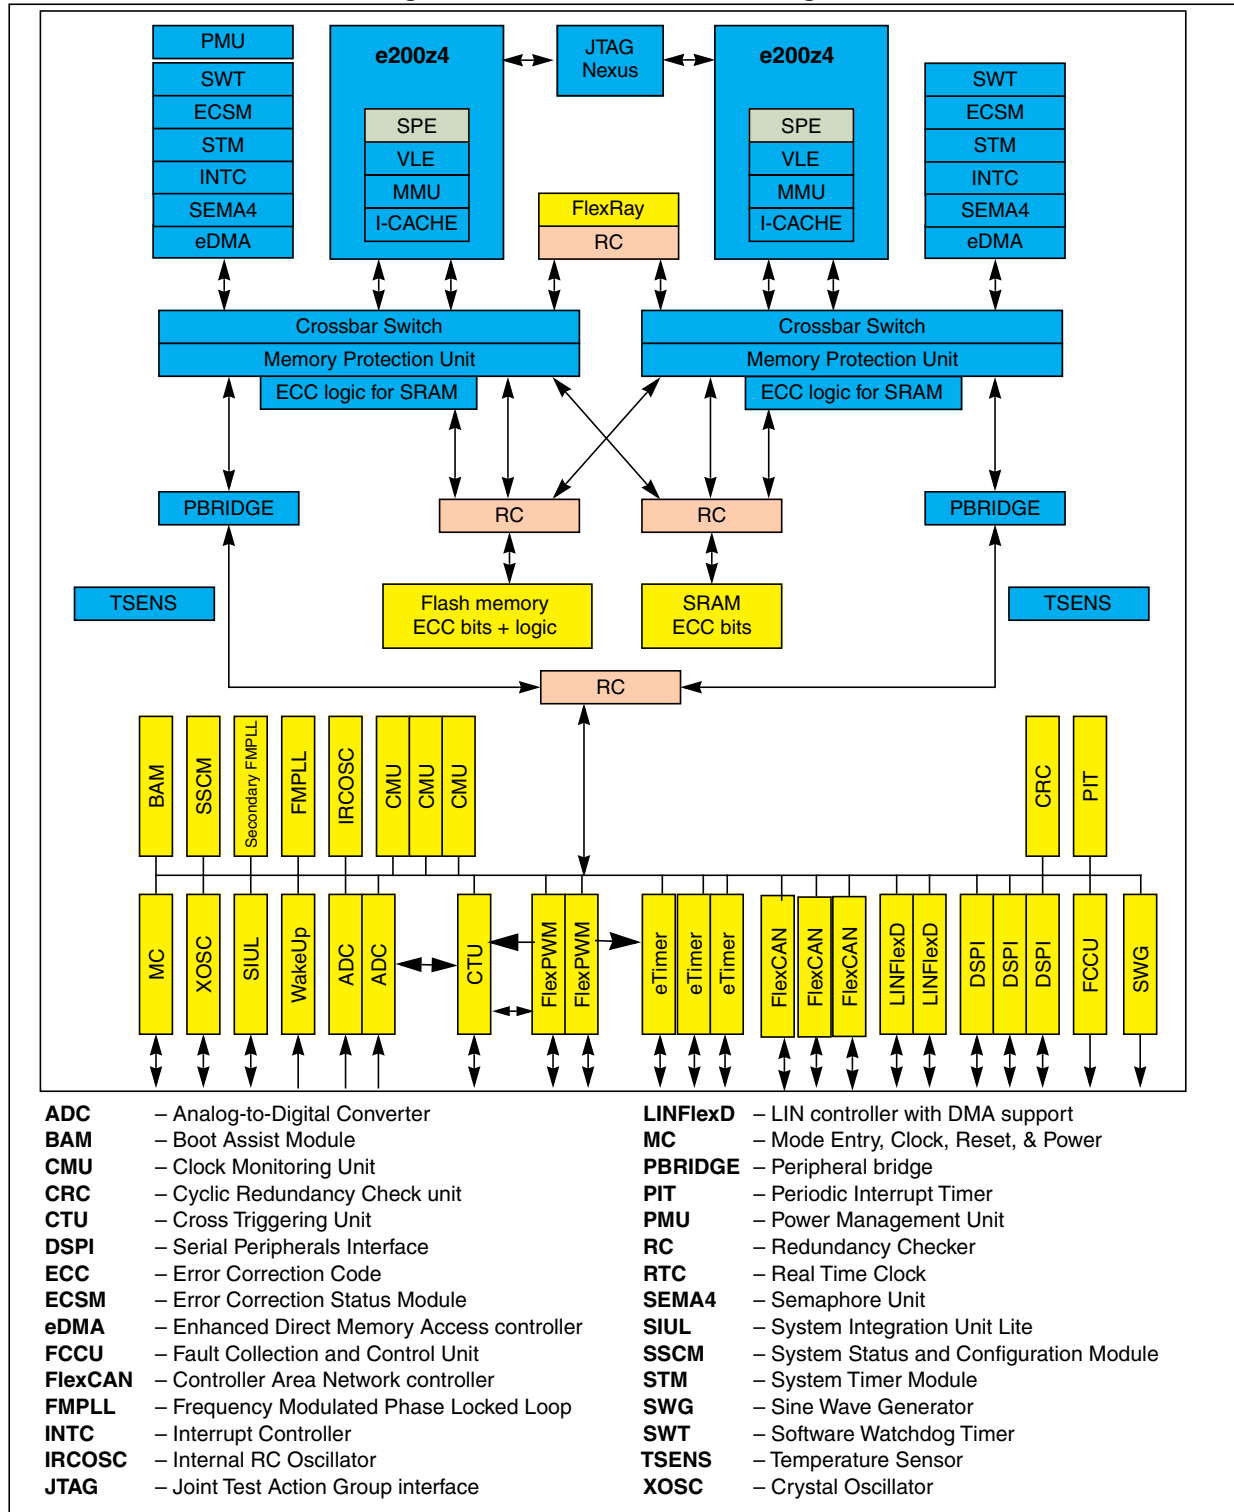 PMU
SWT
ECSM
STM
INTC
SEMA4
eDMA
e200z4
SPE
VLE
MMU
I-CACHE
JTAG
Nexus
FlexRay
RC
e200z4
SPE
VLE
MMU
I-CACHE
SWT
ECSM
STM
INTC
SEMA4
eDMA
Crossbar Switch
Memory Protection Unit
ECC logic for SRAM
Crossbar Switch
Memory Protection Unit
ECC logic for SRAM
PBRIDGE
RC
RC
PBRIDGE
TSENS
Flash memory
ECC bits + logic
SRAM
ECC bits
TSENS
RC
BAM
SSCM
Secondary FMPLL
FMPLL
IRCOSC
CMU
CMU
CMU
CRC
PIT
MC
XOSC
SIUL
WakeUp
ADC
ADC
CTU
FlexPWM
FlexPWM
eTimer
eTimer
eTimer
FlexCAN
FlexCAN
FlexCAN
LINFlexD
LINFlexD
DSPI
DSPI
DSPI
FCCU
SWG
ADC – Analog-to-Digital Converter
BAM – Boot Assist Module
CMU – Clock Monitoring Unit
CRC – Cyclic Redundancy Check unit
CTU – Cross Triggering Unit
DSPI – Serial Peripherals Interface
ECC – Error Correction Code
ECSM – Error Correction Status Module
eDMA – Enhanced Direct Memory Access controller
FCCU – Fault Collection and Control Unit
FlexCAN – Controller Area Network controller
FMPLL – Frequency Modulated Phase Locked Loop
INTC – Interrupt Controller
IRCOSC – Internal RC Oscillator
JTAG – Joint Test Action Group interface
LINFlexD – LIN controller with DMA support
MC – Mode Entry, Clock, Reset, & Power
PBRIDGE – Peripheral bridge
PIT – Periodic Interrupt Timer
PMU – Power Management Unit
RC – Redundancy Checker
RTC – Real Time Clock
SEMA4 – Semaphore Unit
SIUL – System Integration Unit Lite
SSCM – System Status and Configuration Module
STM – System Timer Module
SWG – Sine Wave Generator
SWT – Software Watchdog Timer
TSENS – Temperature Sensor
XOSC – Crystal Oscillator